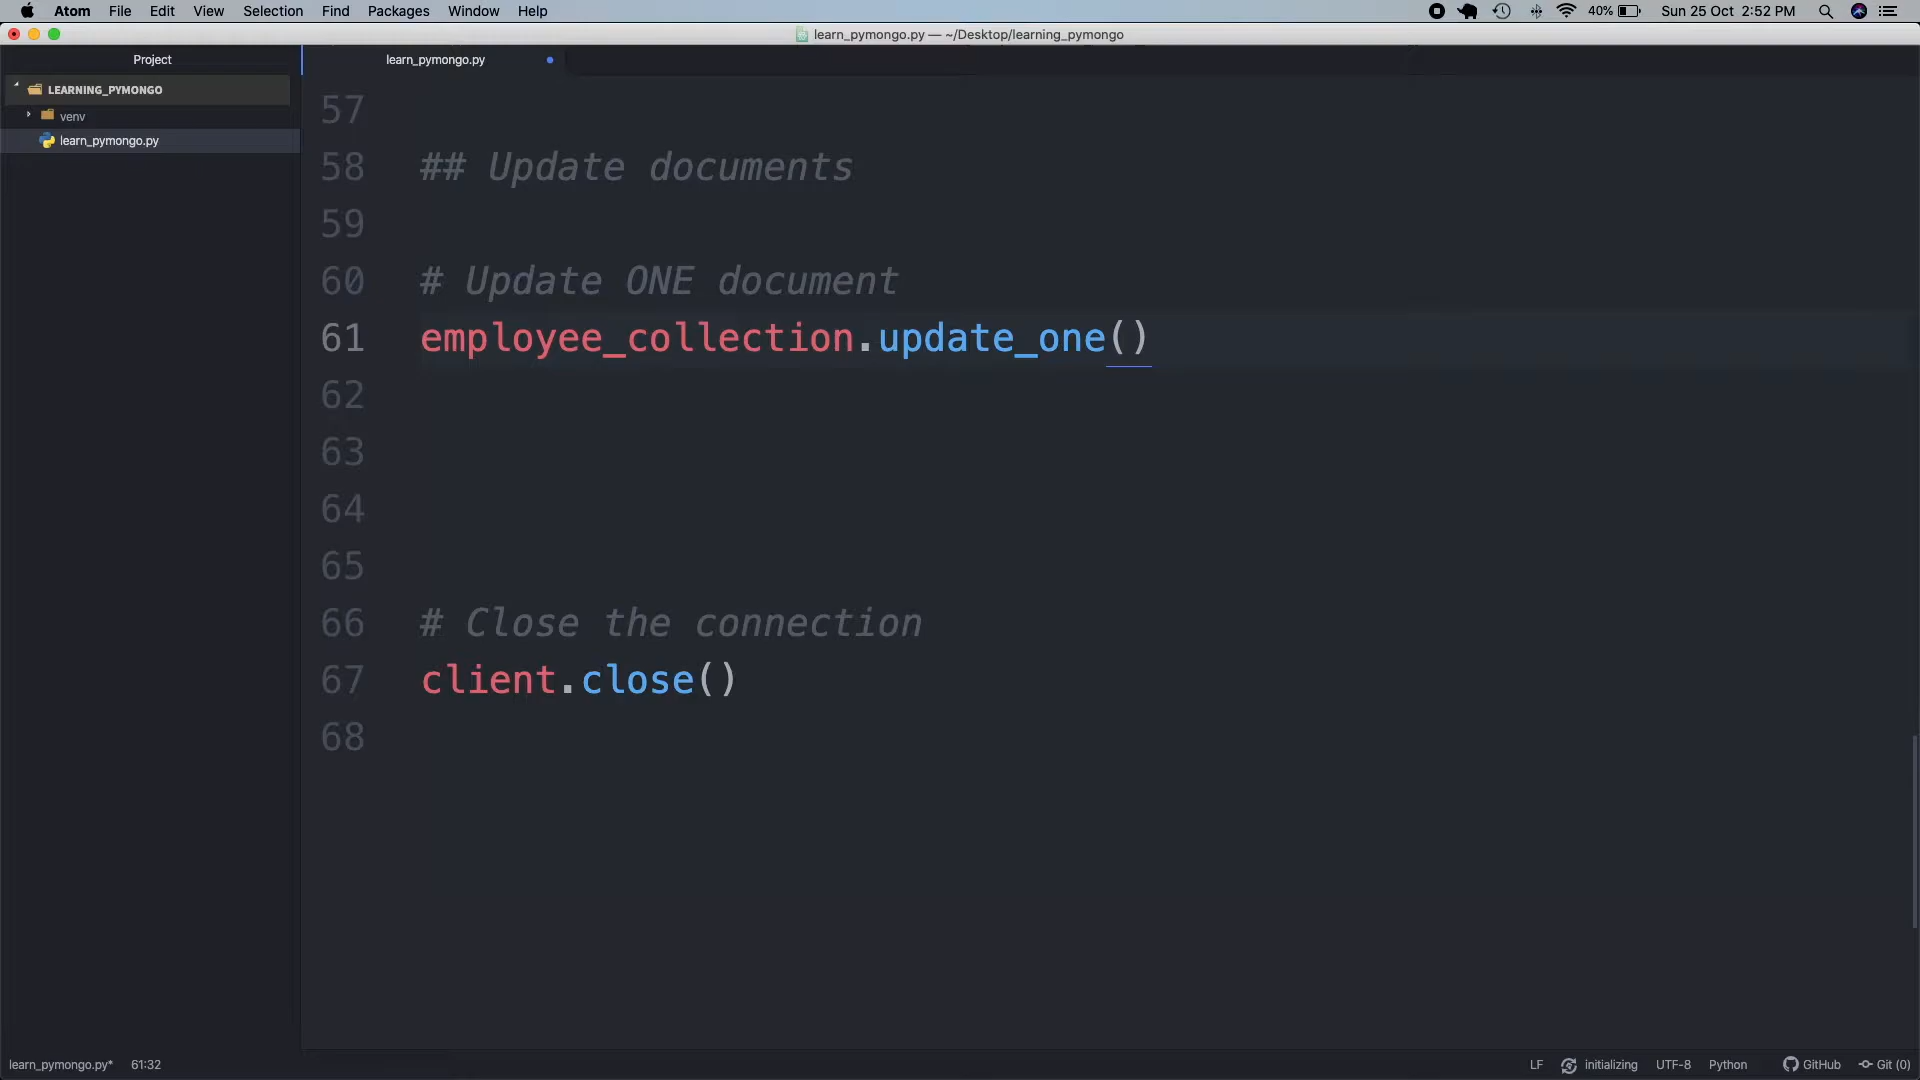 Atom File Edit View Selection Find Packages Window Help 40% Sun 25 Oct 2:52 PM
learn_pymongo.py — ~/Desktop/learning_pymongo
Project
learn_pymongo.py
LEARNING_PYMONGO
venv
learn_pymongo.py
57
58 ## Update documents
59
60 # Update ONE document
61 employee_collection.update_one()
62
63
64
65
66 # Close the connection
67 client.close()
68
learn_pymongo.py* 61:32 LF initializing UTF-8 Python GitHub Git (0)